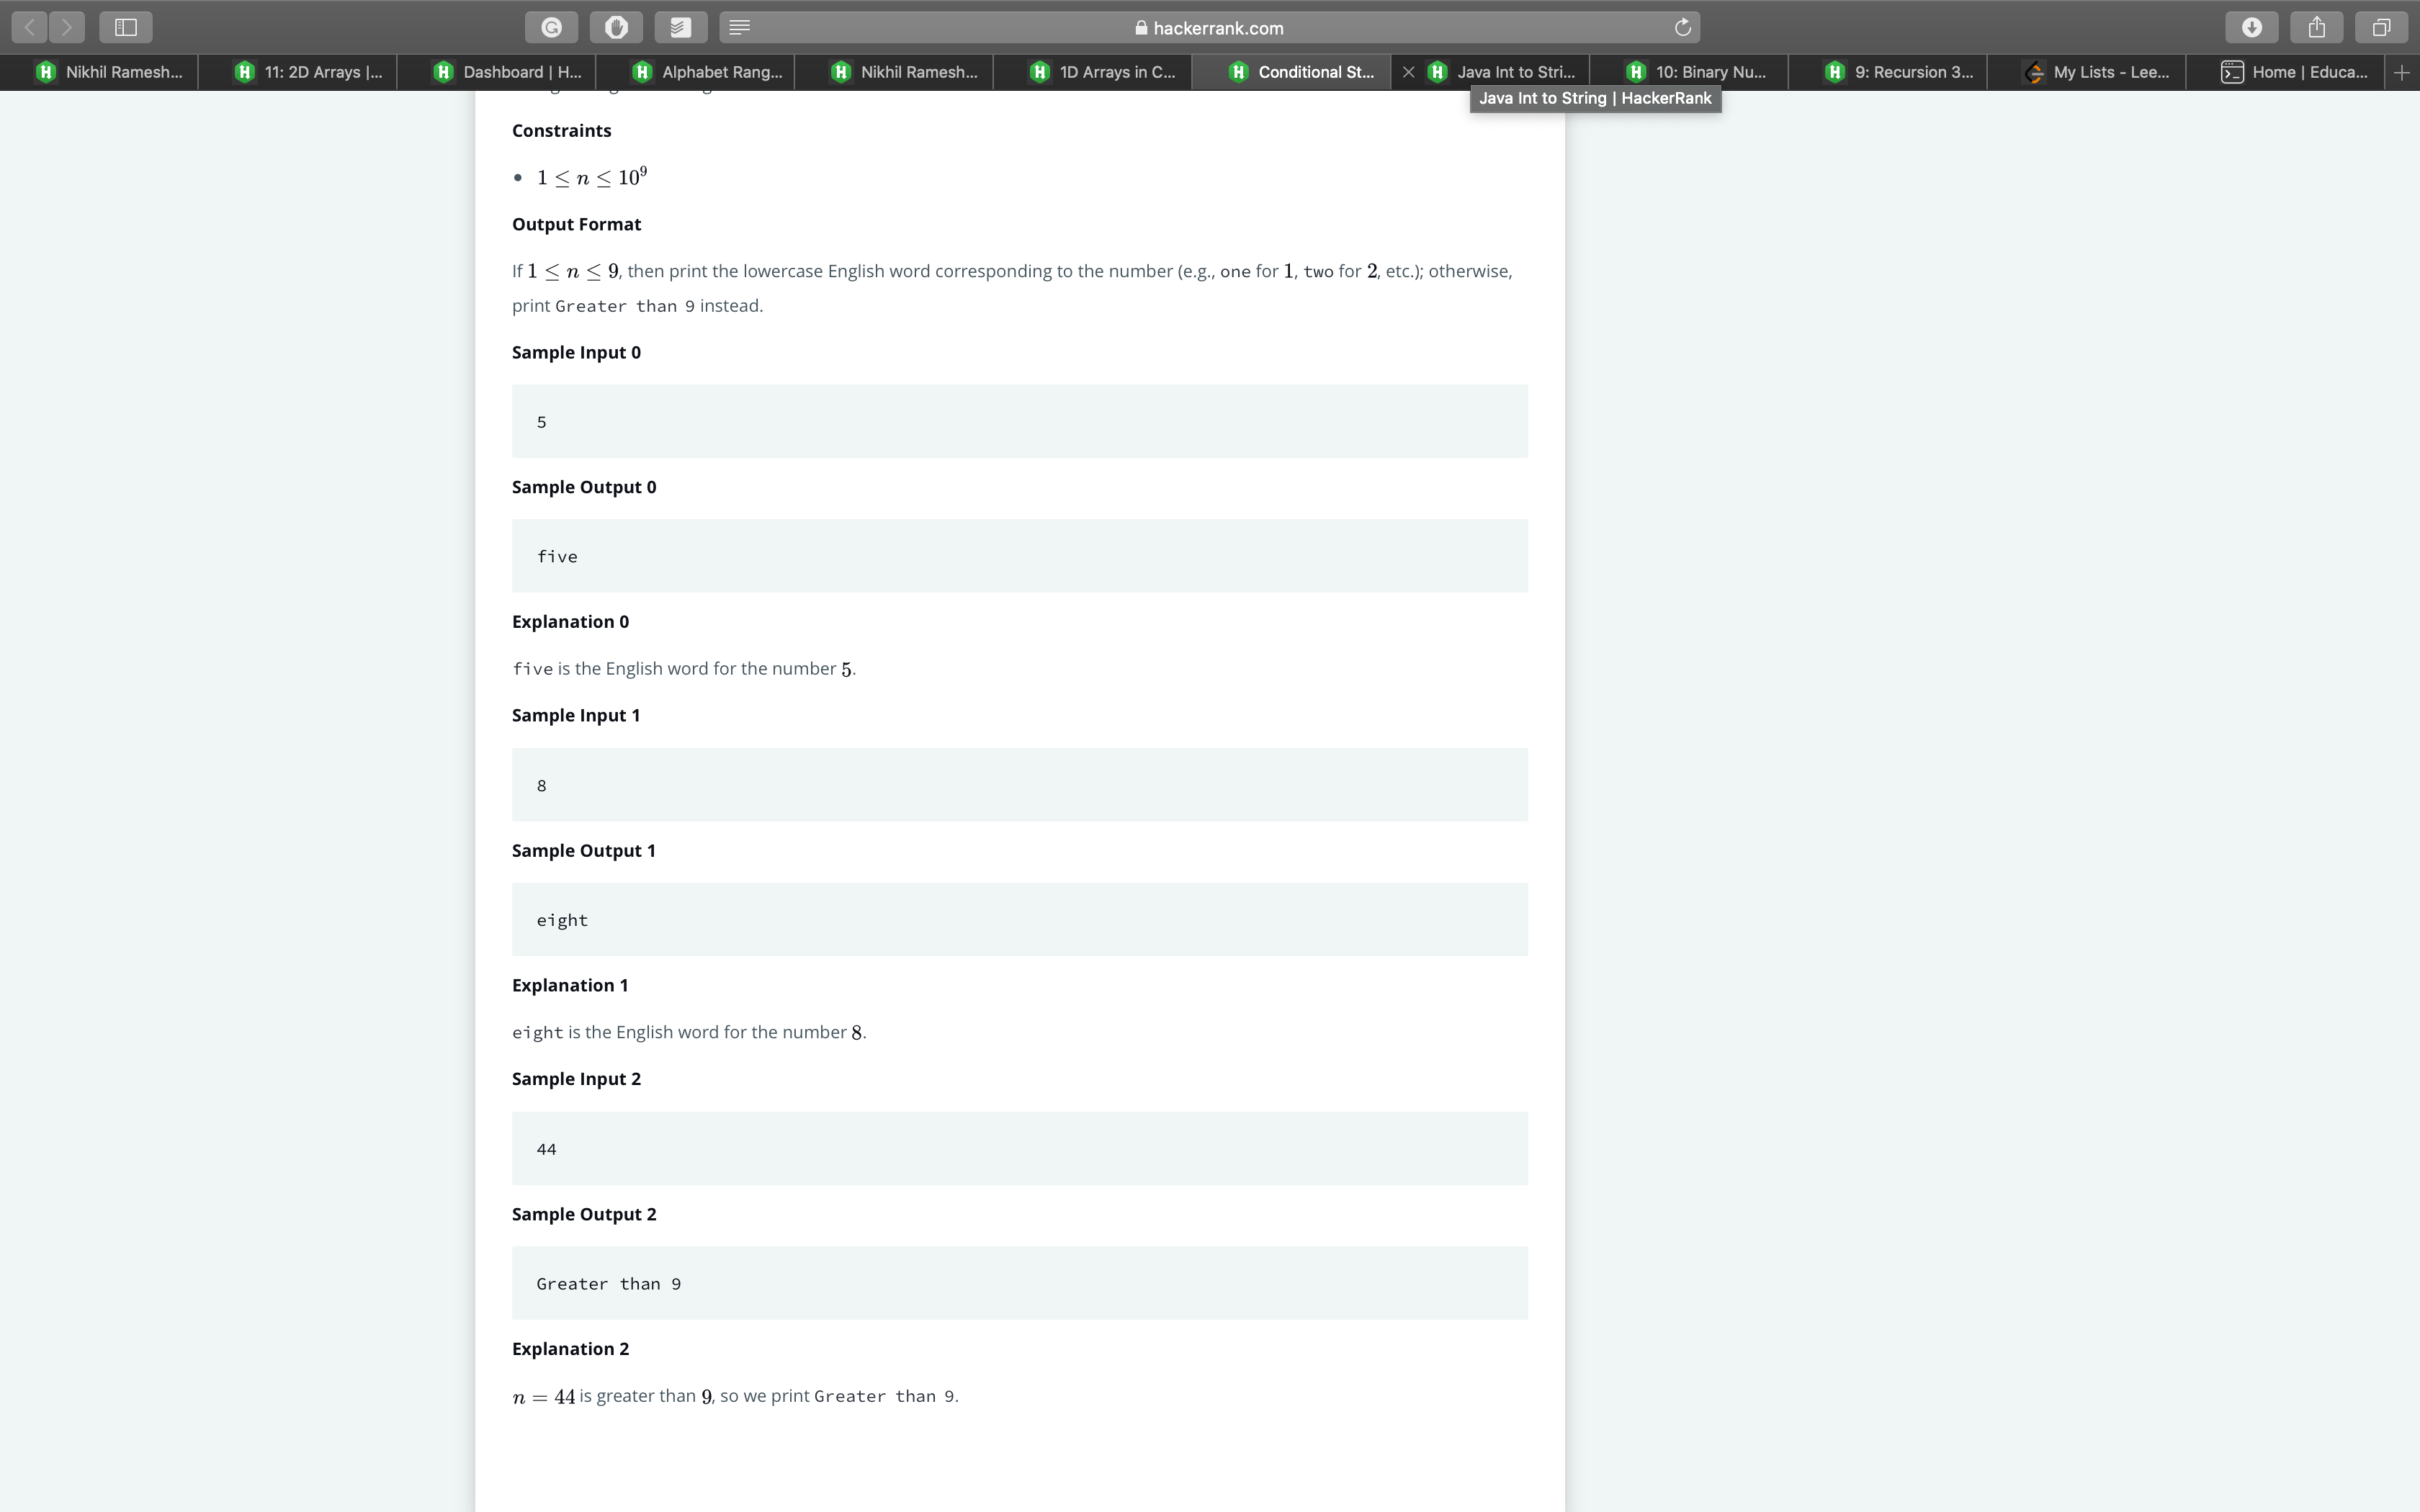 hackerrank.com
Nikhil Ramesh... 11: 2D Arrays |... Dashboard | H... Alphabet Rang... Nikhil Ramesh... 1D Arrays in C... Conditional St... Java Int to Stri... 10: Binary Nu... 9: Recursion 3... My Lists - Lee... Home | Educa...
Java Int to String | HackerRank
Constraints
• 1 ≤ n ≤ 10⁹
Output Format
If 1 ≤ n ≤ 9, then print the lowercase English word corresponding to the number (e.g., one for 1, two for 2, etc.); otherwise,
print Greater than 9 instead.
Sample Input 0
5
Sample Output 0
five
Explanation 0
five is the English word for the number 5.
Sample Input 1
8
Sample Output 1
eight
Explanation 1
eight is the English word for the number 8.
Sample Input 2
44
Sample Output 2
Greater than 9
Explanation 2
n = 44 is greater than 9, so we print Greater than 9.